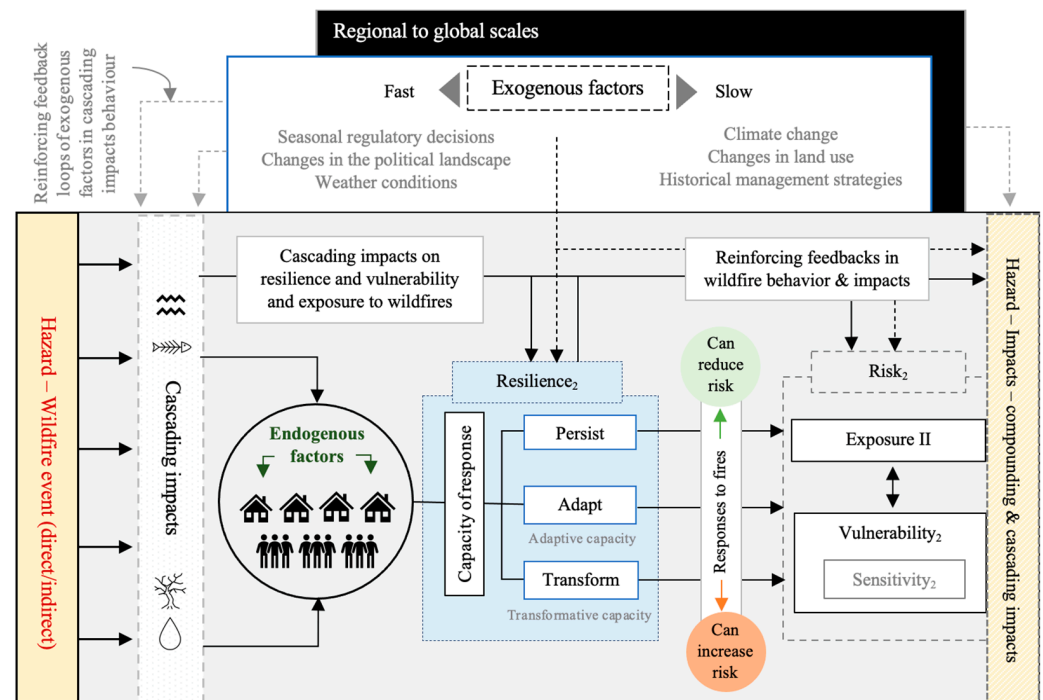 Regional to global scales
Reinforcing feedback
loops of exogenous
factors in cascading
impacts behaviour
Fast
Exogenous factors
Slow
Seasonal regulatory decisions
Changes in the political landscape
Weather conditions
Climate change
Changes in land use
Historical management strategies
Hazard – Wildfire event (direct/indirect)
Cascading impacts
Cascading impacts on
resilience and vulnerability
and exposure to wildfires
Reinforcing feedbacks in
wildfire behavior & impacts
Endogenous
factors
Resilience₂
Capacity of response
Persist
Adapt
Adaptive capacity
Transform
Transformative capacity
Can
reduce
risk
Responses to fires
Can
increase
risk
Risk₂
Exposure II
Vulnerability₂
Sensitivity₂
Hazard – Impacts – compounding & cascading impacts